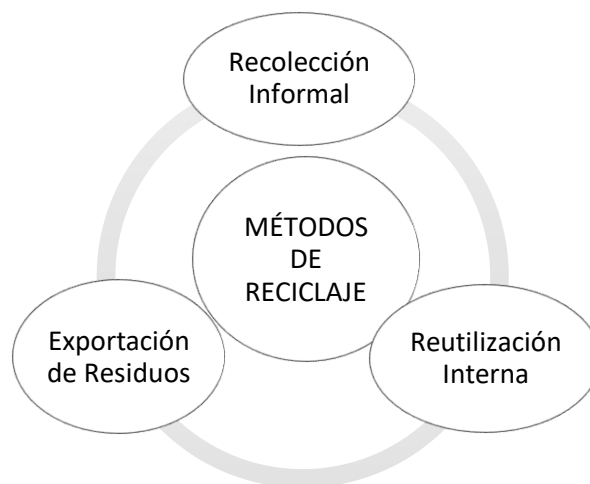 Recolección
Informal
MÉTODOS
DE
RECICLAJE
Exportación
de Residuos
Reutilización
Interna